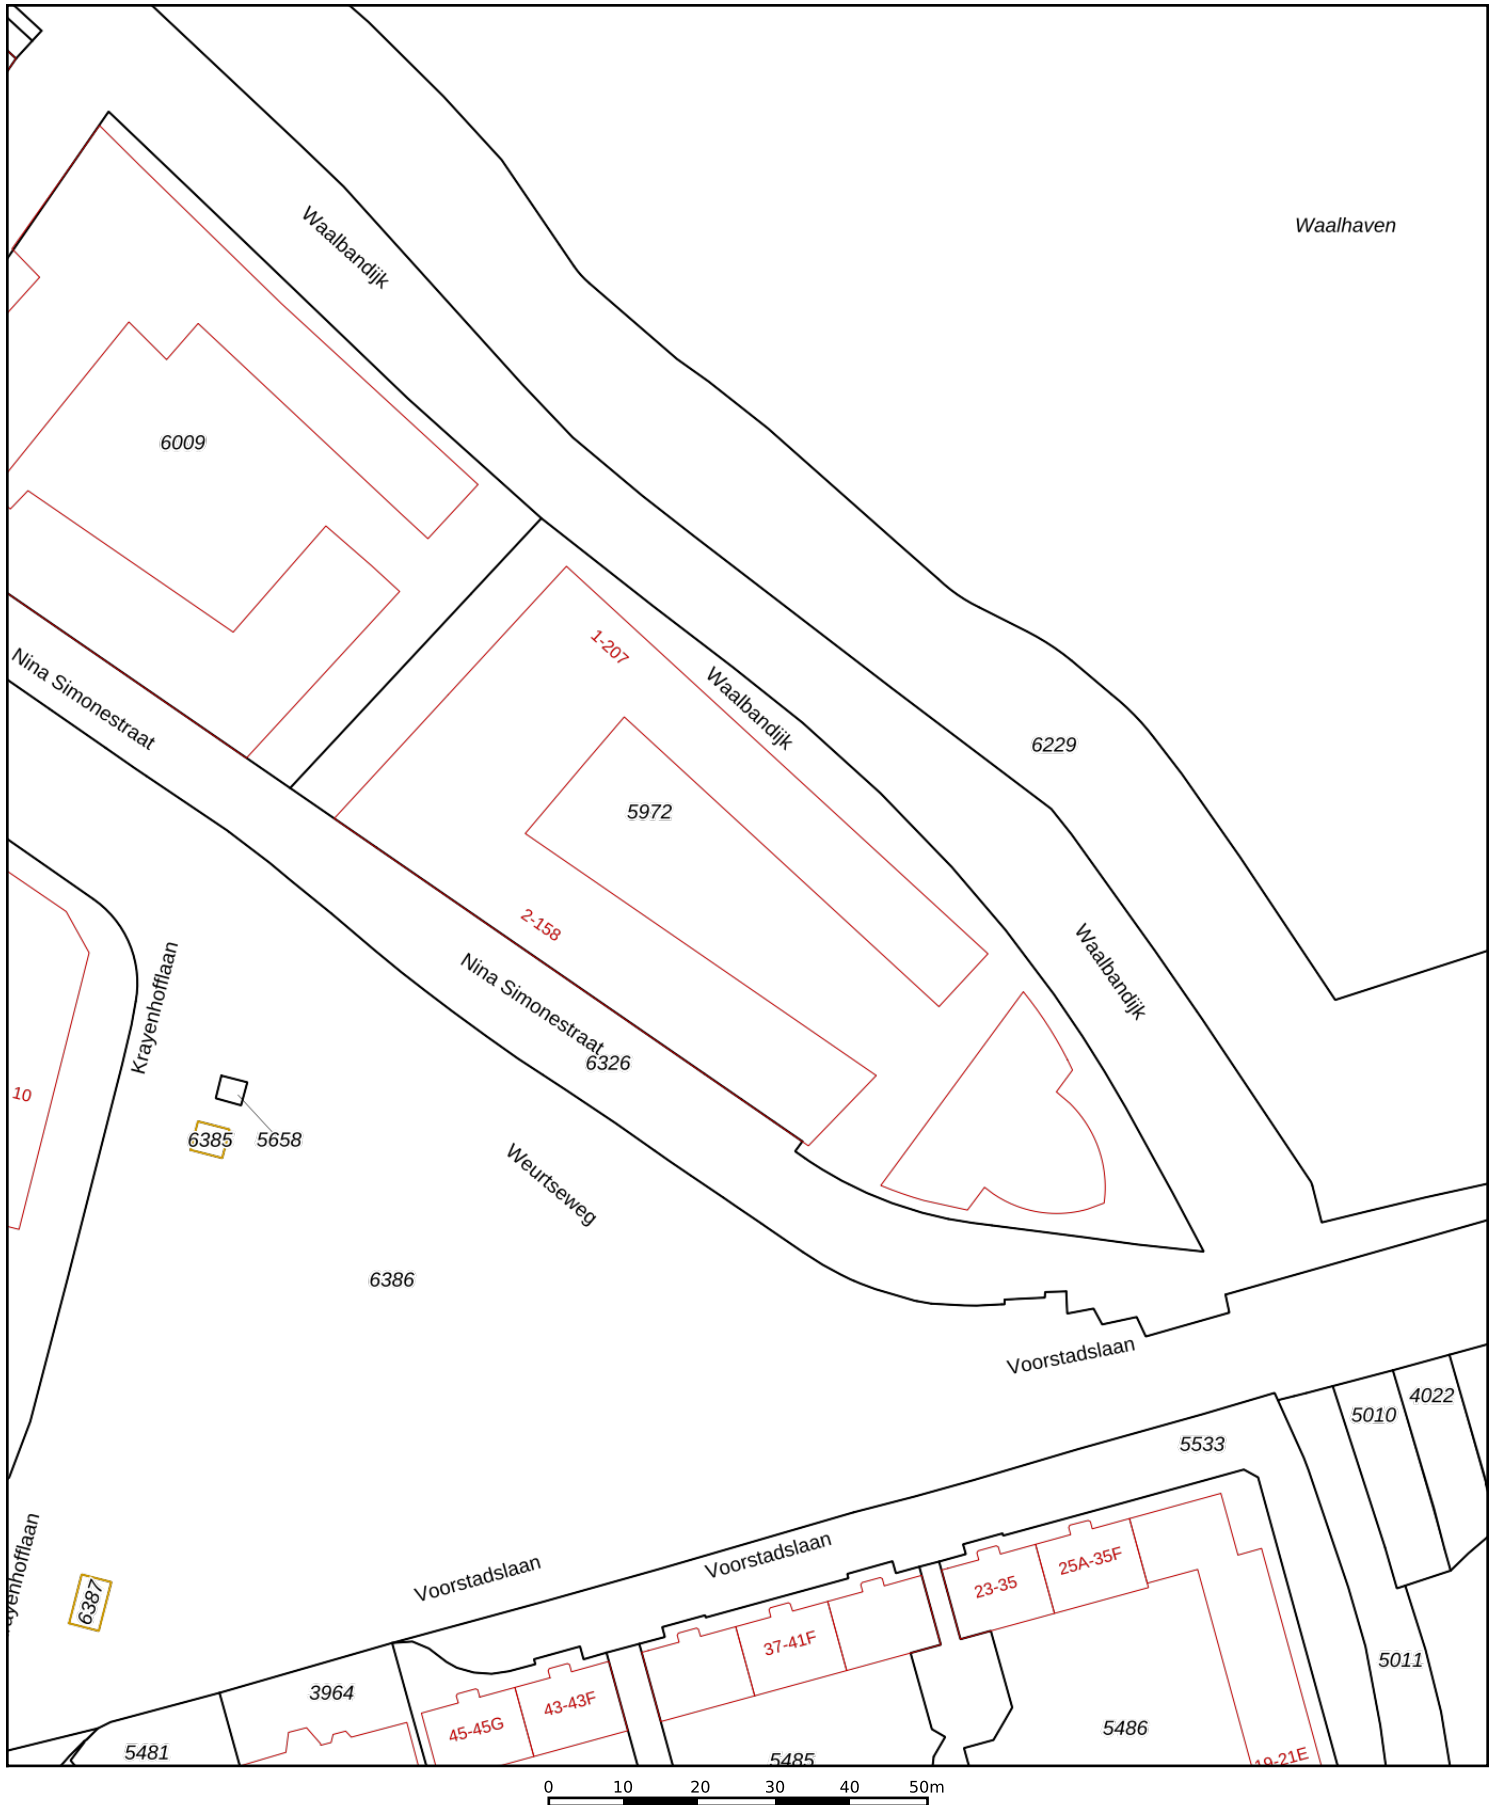 Waalhaven
Waalbandijk
6009
1-207
Nina Simonestraat
Waalbandijk
6229
5972
2-158
Waalbandijk
Krayenhofflaan
Nina Simonestraat
6326
10
6385
5658
Weurtseweg
6386
Voorstadslaan
4022
5010
5533
Voorstadslaan
Voorstadslaan
25A-35F
23-35
ayenhofflaan
6387
37-41F
5011
3964
43-43F
45-45G
5486
5481
5485
19-21E
0 10 20 30 40 50m